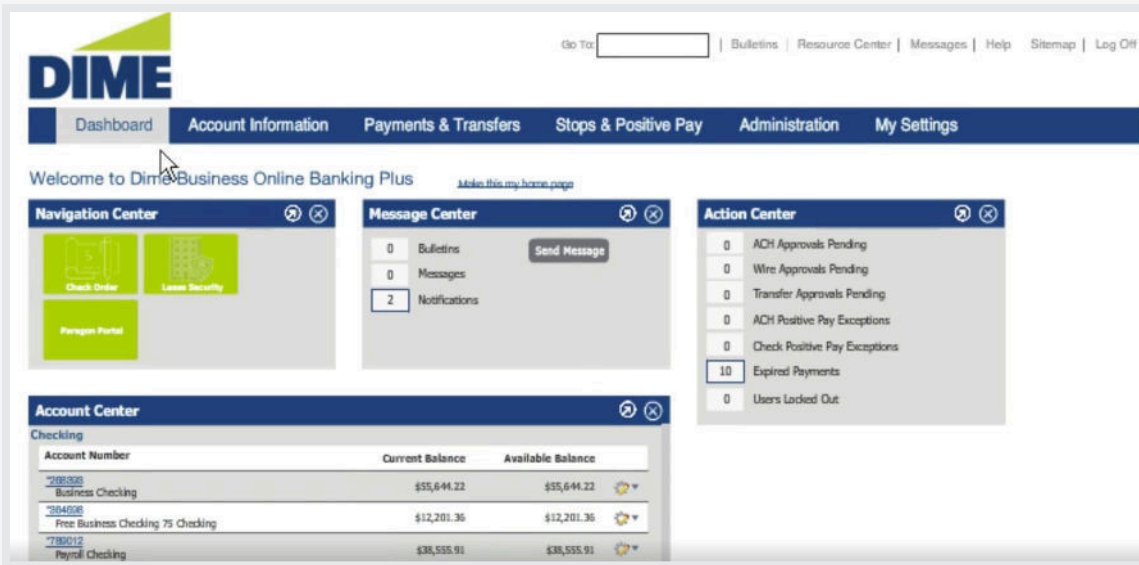 DIME
Go To: | Bulletins | Resource Center | Messages | Help Sitemap | Log Off
Dashboard Account Information Payments & Transfers Stops & Positive Pay Administration My Settings
Welcome to Dime Business Online Banking Plus Make this my home page
Navigation Center
Check Order
Lease Security
Paragon Portal
Message Center
0 Bulletins
Send Message
0 Messages
2 Notifications
Action Center
0 ACH Approvals Pending
0 Wire Approvals Pending
0 Transfer Approvals Pending
0 ACH Positive Pay Exceptions
0 Check Positive Pay Exceptions
10 Expired Payments
0 Users Locked Out
Account Center
Checking
Account Number Current Balance Available Balance
Business Checking $55,644.22 $55,644.22
*364698
Free Business Checking 75 Checking $12,201.36 $12,201.36
*789012
Payroll Checking $38,555.91 $38,555.91